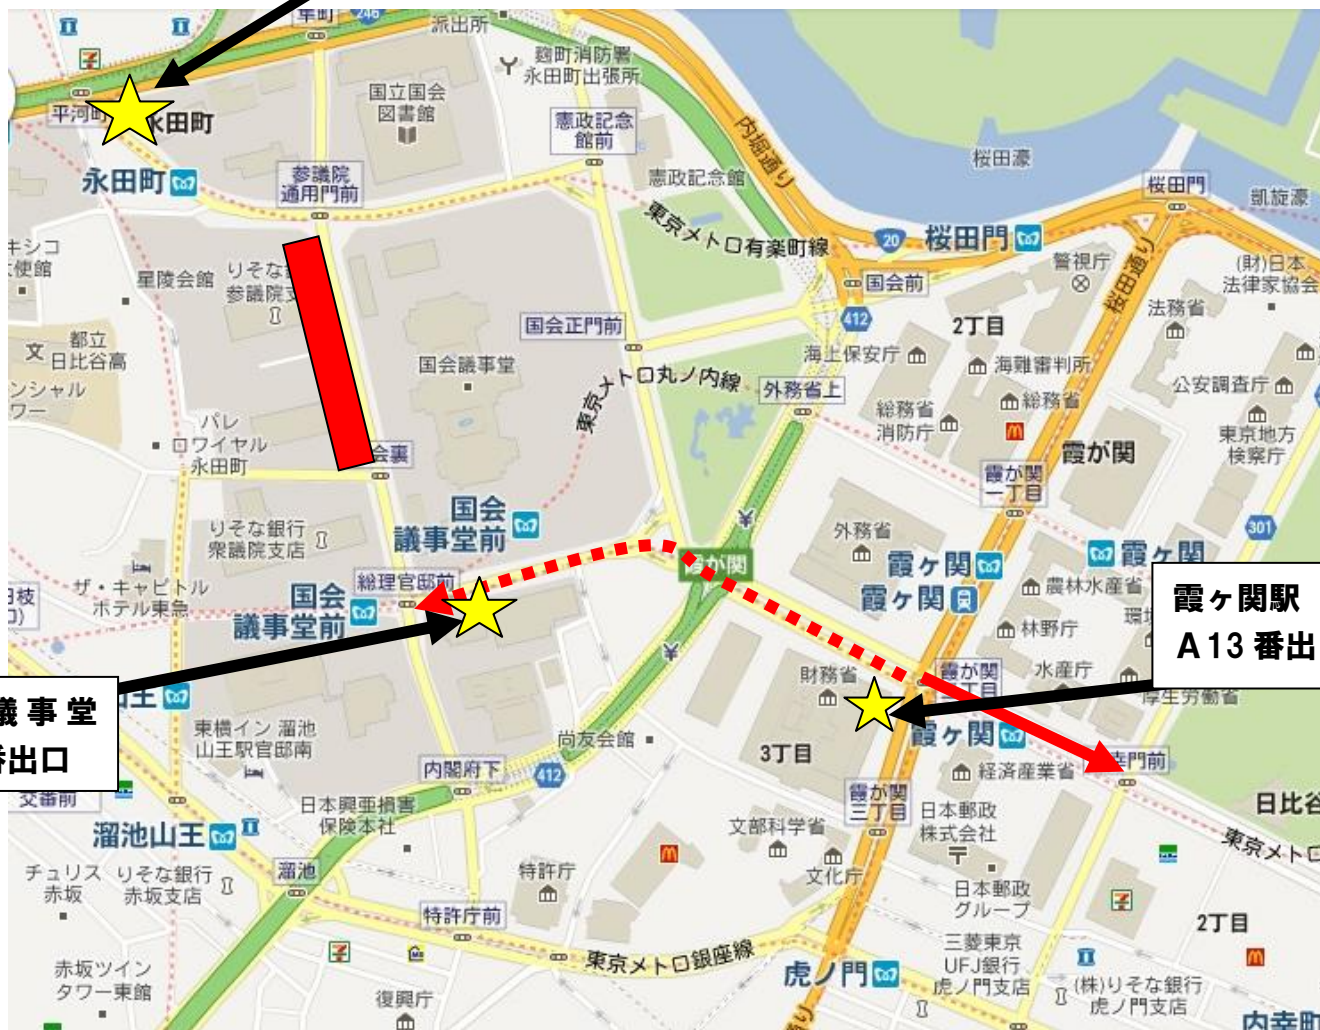 246
派出所
麹町消防署
永田町出張所
国立国会
図書館
憲政記念
館前
平河町
永田町
永田町
参議院
通用門前
憲政記念館
内堀通り
桜田濠
桜田門
凱旋濠
東京メトロ有楽町線
20
桜田門
国会前
警視庁
桜田通り
(財)日本
法律家協会
星陵会館
参議院支
412
2丁目
法務省
国会正門前
都立
日比谷高
文
国会議事堂
海上保安庁
海難審判所
公安調査庁
東京メトロ丸ノ内線
外務省上
総務省
総務省
消防庁
東京地方
検察庁
パレ
ロワイヤル
永田町
霞が関
霞が関
一丁目
りそな銀行
衆議院支店
国会
議事堂前
外務省
301
霞が関
霞ヶ関
霞ヶ関
霞ヶ関
農林水産省
ザ・キャピトル
ホテル東急
総理官邸前
国会
議事堂前
霞ヶ関駅
A13 番出
林野庁
水産庁
厚生労働省
財務省
議事堂
番出口
東横イン 溜池
山王駅官邸南
尚友会館
3丁目
霞ヶ関
経済産業省
内閣府下
412
交番前
日本興亜損害
保険本社
霞が関
三丁目
日本郵政
株式会社
日比谷
東京メトロ
溜池山王
文部科学省
文化庁
チュリス
赤坂
りそな銀行
赤坂支店
溜池
特許庁
特許庁前
日本郵政
グループ
2丁目
東京メトロ銀座線
虎ノ門
三菱東京
UFJ銀行
虎ノ門支店
(株)りそな銀行
虎ノ門支店
赤坂ツイン
タワー東館
復興庁
内幸町